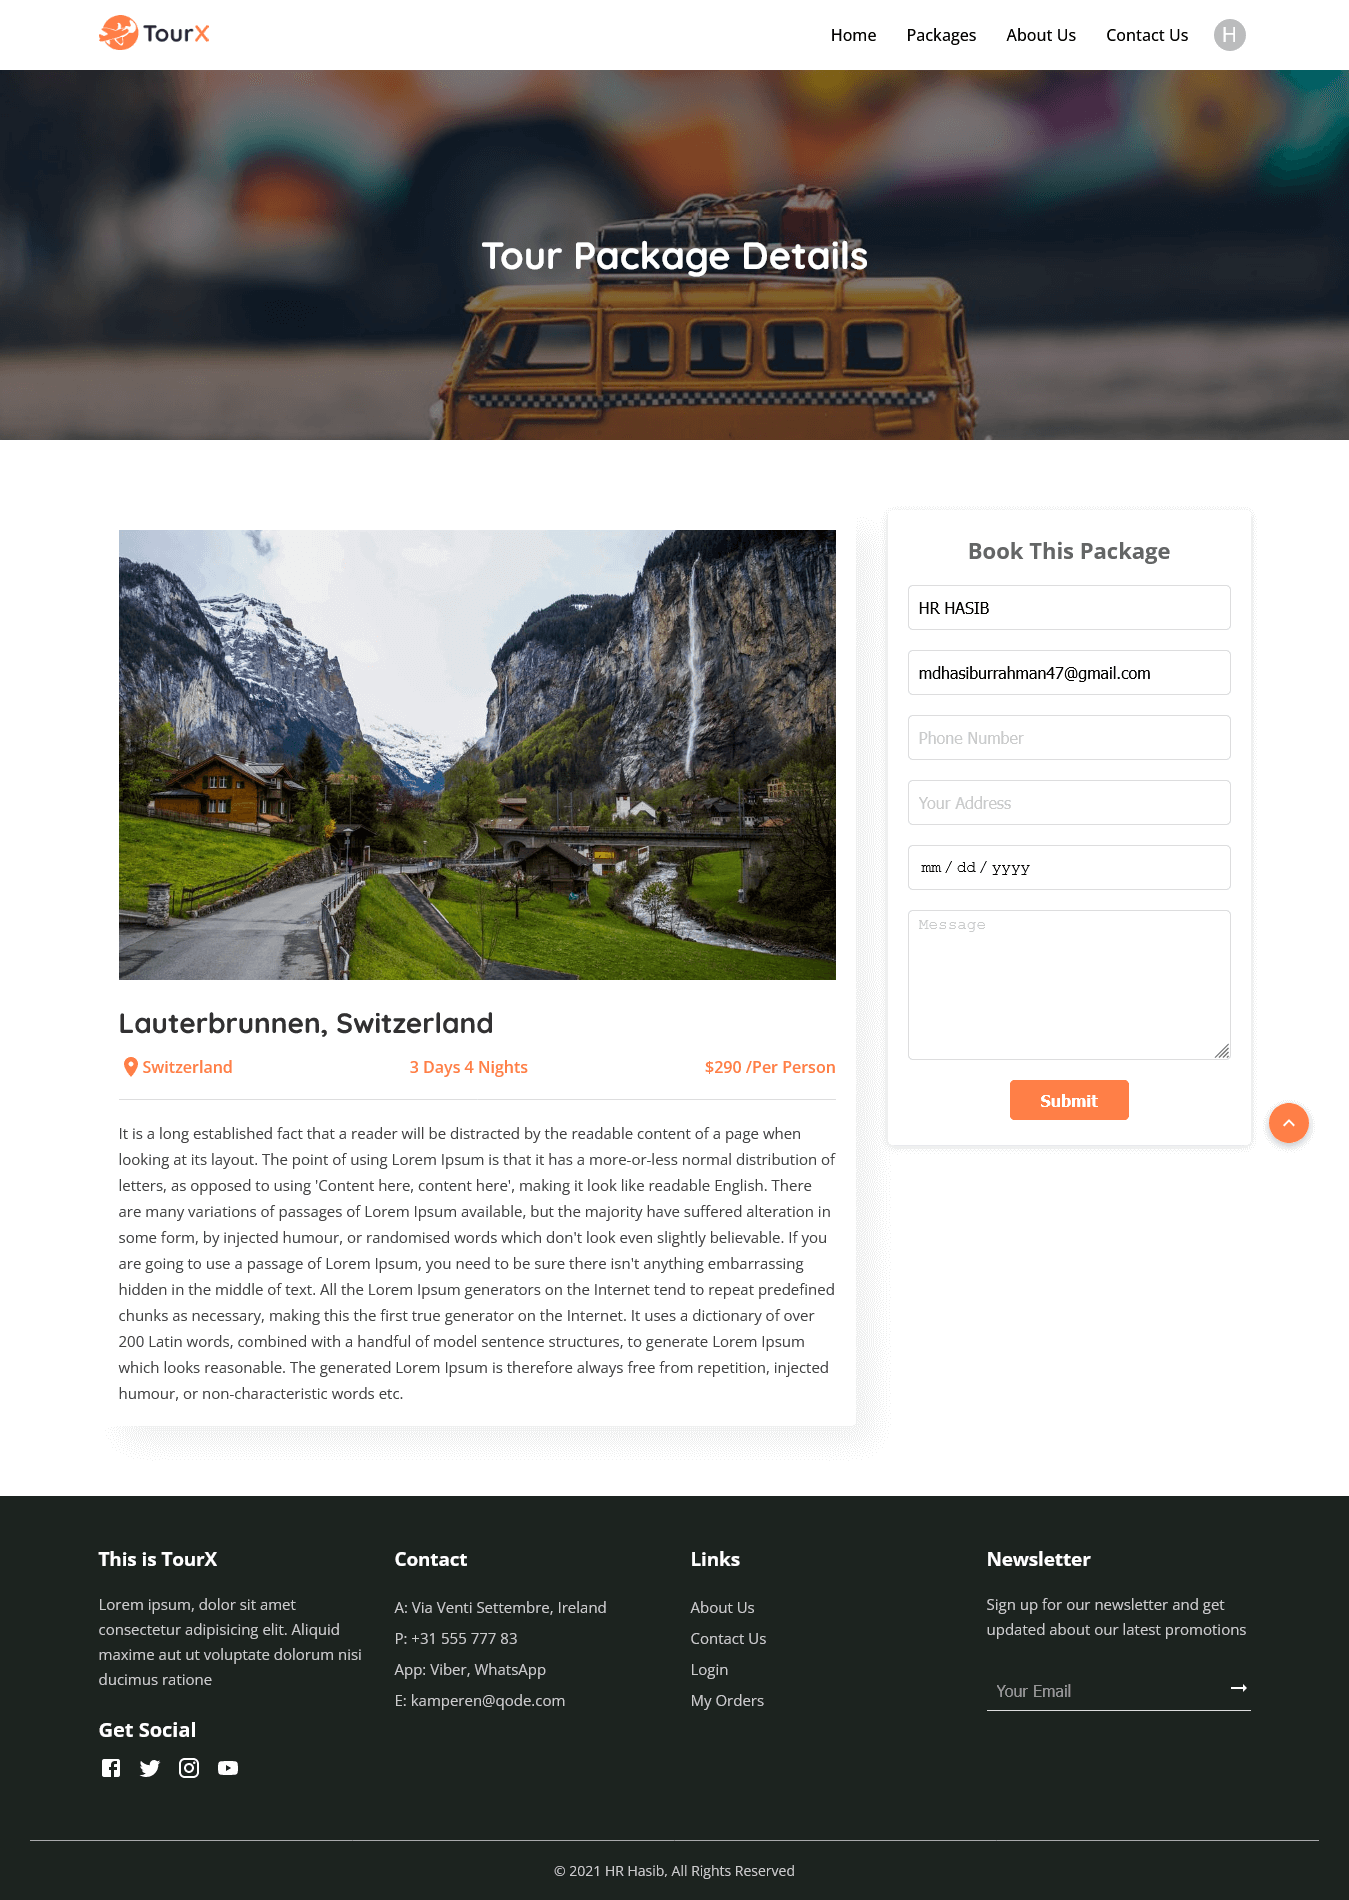 TourX
Home
Packages
About Us
Contact Us
H
Tour Package Details
Lauterbrunnen, Switzerland
Switzerland
3 Days 4 Nights
$290 /Per Person
It is a long established fact that a reader will be distracted by the readable content of a page when
looking at its layout. The point of using Lorem Ipsum is that it has a more-or-less normal distribution of
letters, as opposed to using 'Content here, content here', making it look like readable English. There
are many variations of passages of Lorem Ipsum available, but the majority have suffered alteration in
some form, by injected humour, or randomised words which don't look even slightly believable. If you
are going to use a passage of Lorem Ipsum, you need to be sure there isn't anything embarrassing
hidden in the middle of text. All the Lorem Ipsum generators on the Internet tend to repeat predefined
chunks as necessary, making this the first true generator on the Internet. It uses a dictionary of over
200 Latin words, combined with a handful of model sentence structures, to generate Lorem Ipsum
which looks reasonable. The generated Lorem Ipsum is therefore always free from repetition, injected
humour, or non-characteristic words etc.
Book This Package
HR HASIB
mdhasiburrahman47@gmail.com
Phone Number
Your Address
mm / dd / yyyy
Message
Submit
This is TourX
Lorem ipsum, dolor sit amet
consectetur adipisicing elit. Aliquid
maxime aut ut voluptate dolorum nisi
ducimus ratione
Get Social
Contact
A: Via Venti Settembre, Ireland
P: +31 555 777 83
App: Viber, WhatsApp
E: kamperen@qode.com
Links
About Us
Contact Us
Login
My Orders
Newsletter
Sign up for our newsletter and get
updated about our latest promotions
Your Email
© 2021 HR Hasib, All Rights Reserved